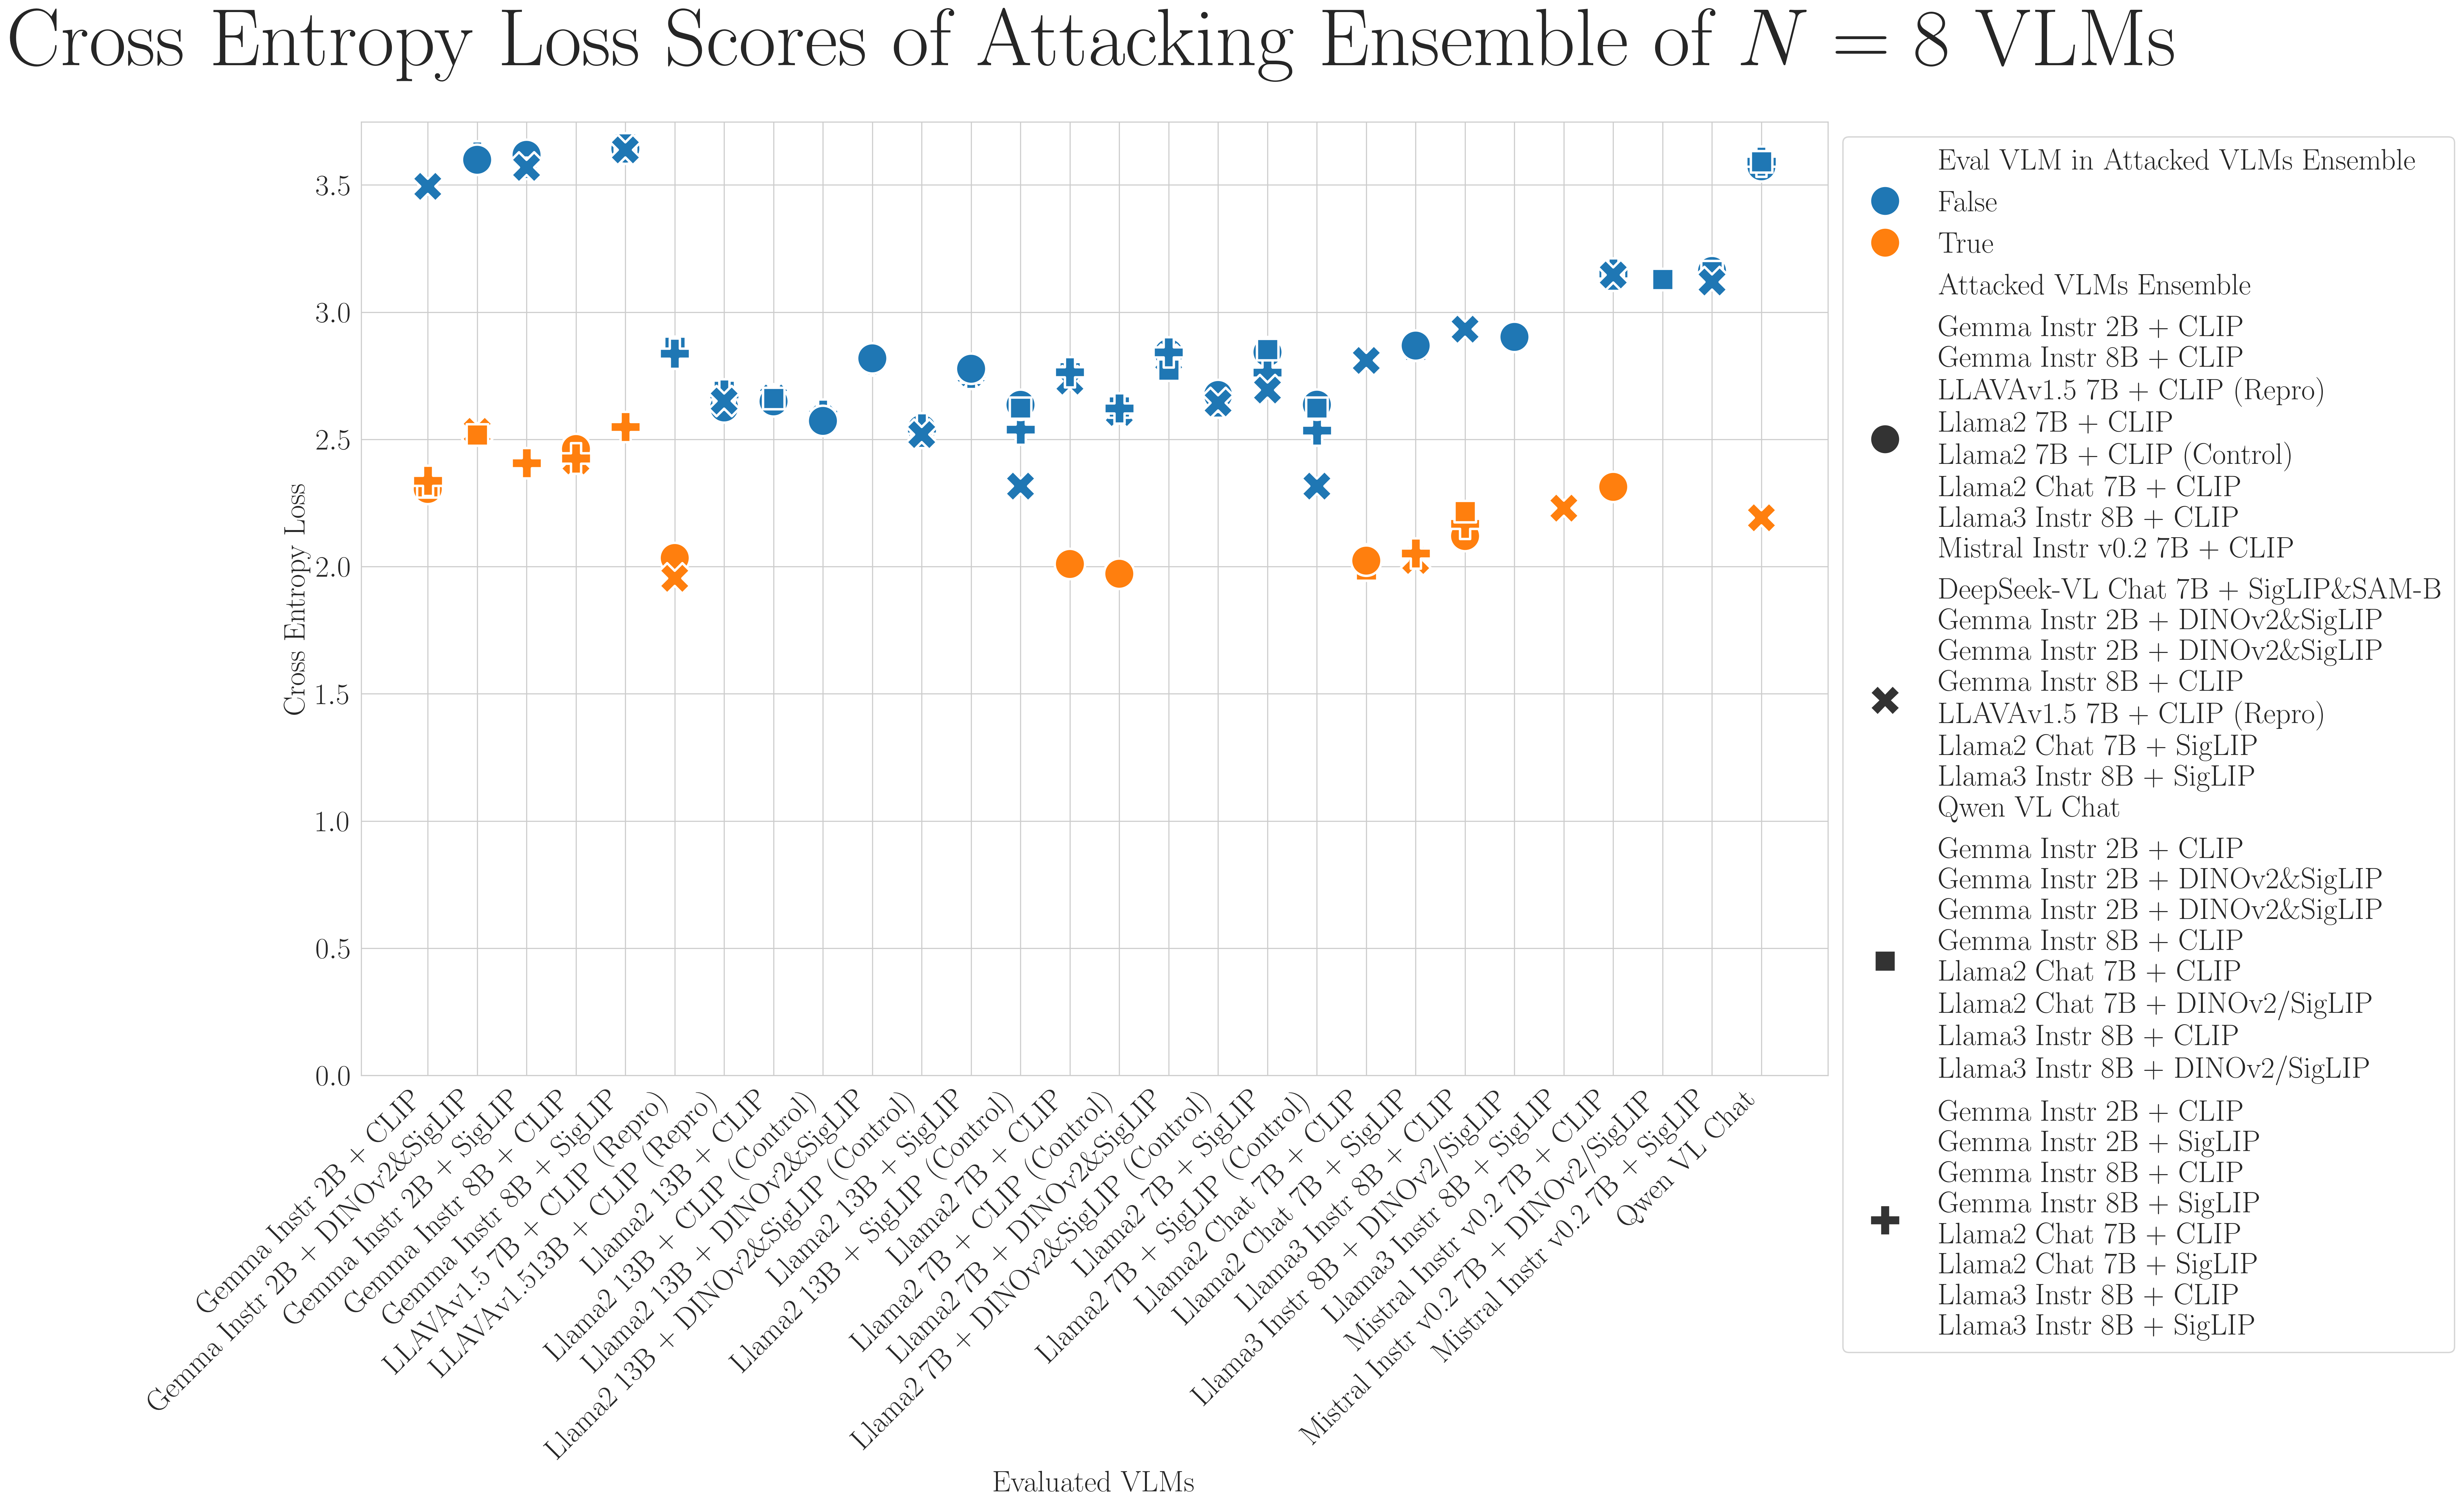 Cross Entropy Loss Scores of Attacking Ensemble of N = 8 VLMs
Cross Entropy Loss
3.5
3.0
2.5
2.0
1.5
1.0
0.5
0.0
Gemma Instr 2B + CLIP
Gemma Instr 2B + DINOv2&SigLIP
Gemma Instr 2B + SigLIP
Gemma Instr 8B + CLIP
Gemma Instr 8B + SigLIP
LLAVAv1.5 7B + CLIP (Repro)
LLAVAv1.513B + CLIP (Repro)
Llama2 13B + CLIP
Llama2 13B + CLIP (Control)
Llama2 13B + DINOv2&SigLIP
Llama2 13B + DINOv2&SigLIP (Control)
Llama2 13B + SigLIP
Llama2 13B + SigLIP (Control)
Llama2 7B + CLIP
Llama2 7B + CLIP (Control)
Llama2 7B + DINOv2&SigLIP
Llama2 7B + DINOv2&SigLIP (Control)
Llama2 7B + SigLIP
Llama2 7B + SigLIP (Control)
Llama2 Chat 7B + CLIP
Llama2 Chat 7B + SigLIP
Llama3 Instr 8B + CLIP
Llama3 Instr 8B + DINOv2/SigLIP
Llama3 Instr 8B + SigLIP
Mistral Instr v0.2 7B + CLIP
Mistral Instr v0.2 7B + DINOv2/SigLIP
Mistral Instr v0.2 7B + SigLIP
Qwen VL Chat
Evaluated VLMs
Eval VLM in Attacked VLMs Ensemble
False
True
Attacked VLMs Ensemble
Gemma Instr 2B + CLIP
Gemma Instr 8B + CLIP
LLAVAv1.5 7B + CLIP (Repro)
Llama2 7B + CLIP
Llama2 7B + CLIP (Control)
Llama2 Chat 7B + CLIP
Llama3 Instr 8B + CLIP
Mistral Instr v0.2 7B + CLIP
DeepSeek-VL Chat 7B + SigLIP&SAM-B
Gemma Instr 2B + DINOv2&SigLIP
Gemma Instr 2B + DINOv2&SigLIP
Gemma Instr 8B + CLIP
LLAVAv1.5 7B + CLIP (Repro)
Llama2 Chat 7B + SigLIP
Llama3 Instr 8B + SigLIP
Qwen VL Chat
Gemma Instr 2B + CLIP
Gemma Instr 2B + DINOv2&SigLIP
Gemma Instr 2B + DINOv2&SigLIP
Gemma Instr 8B + CLIP
Llama2 Chat 7B + CLIP
Llama2 Chat 7B + DINOv2/SigLIP
Llama3 Instr 8B + CLIP
Llama3 Instr 8B + DINOv2/SigLIP
Gemma Instr 2B + CLIP
Gemma Instr 2B + SigLIP
Gemma Instr 8B + CLIP
Gemma Instr 8B + SigLIP
Llama2 Chat 7B + CLIP
Llama2 Chat 7B + SigLIP
Llama3 Instr 8B + CLIP
Llama3 Instr 8B + SigLIP